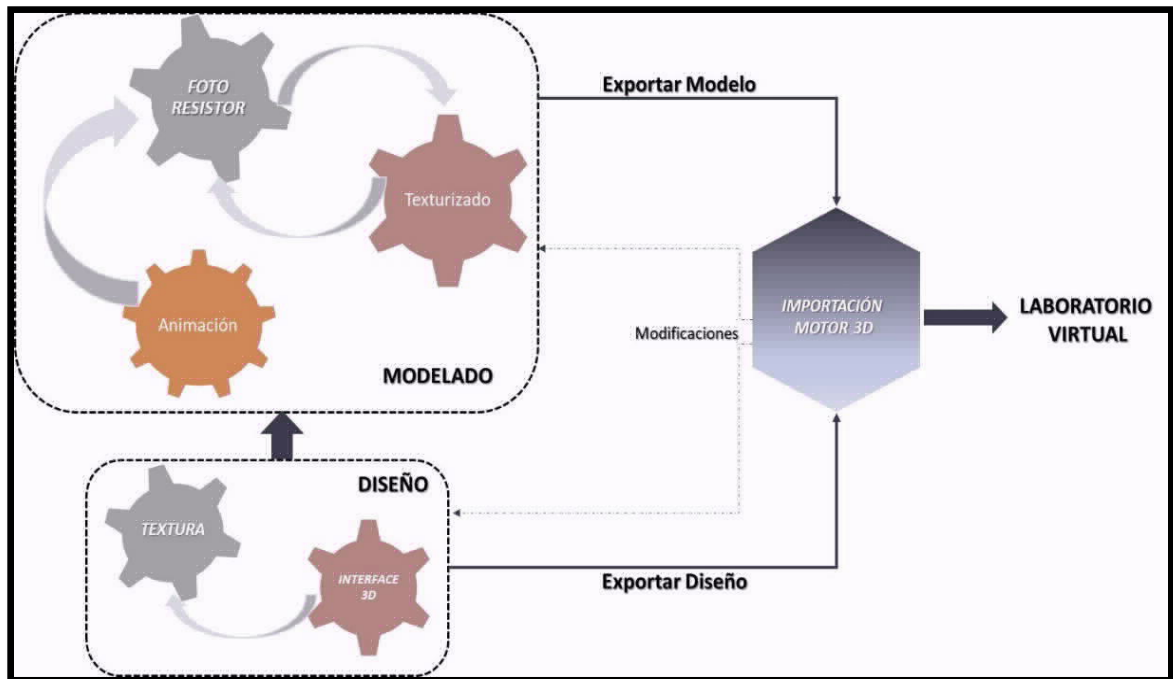 FOTO
RESISTOR
Exportar Modelo
Texturizado
Animación
MODELADO
IMPORTACIÓN
MOTOR 3D
LABORATORIO
VIRTUAL
Modificaciones
DISEÑO
TEXTURA
INTERFACE
3D
Exportar Diseño